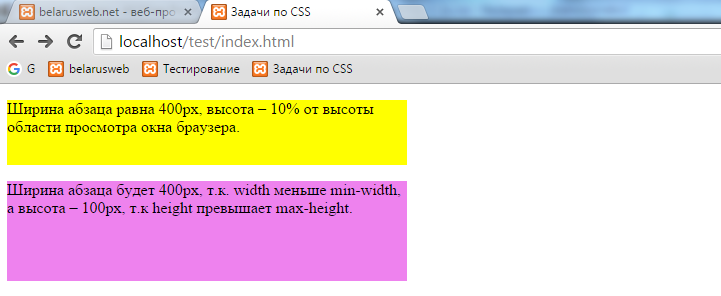 belarusweb.net - веб-про
Задачи по CSS
localhost/test/index.html
G belarusweb Тестирование Задачи по CSS
Ширина абзаца равна 400px, высота – 10% от высоты
области просмотра окна браузера.
Ширина абзаца будет 400px, т.к. width меньше min-width,
а высота – 100px, т.к height превышает max-height.